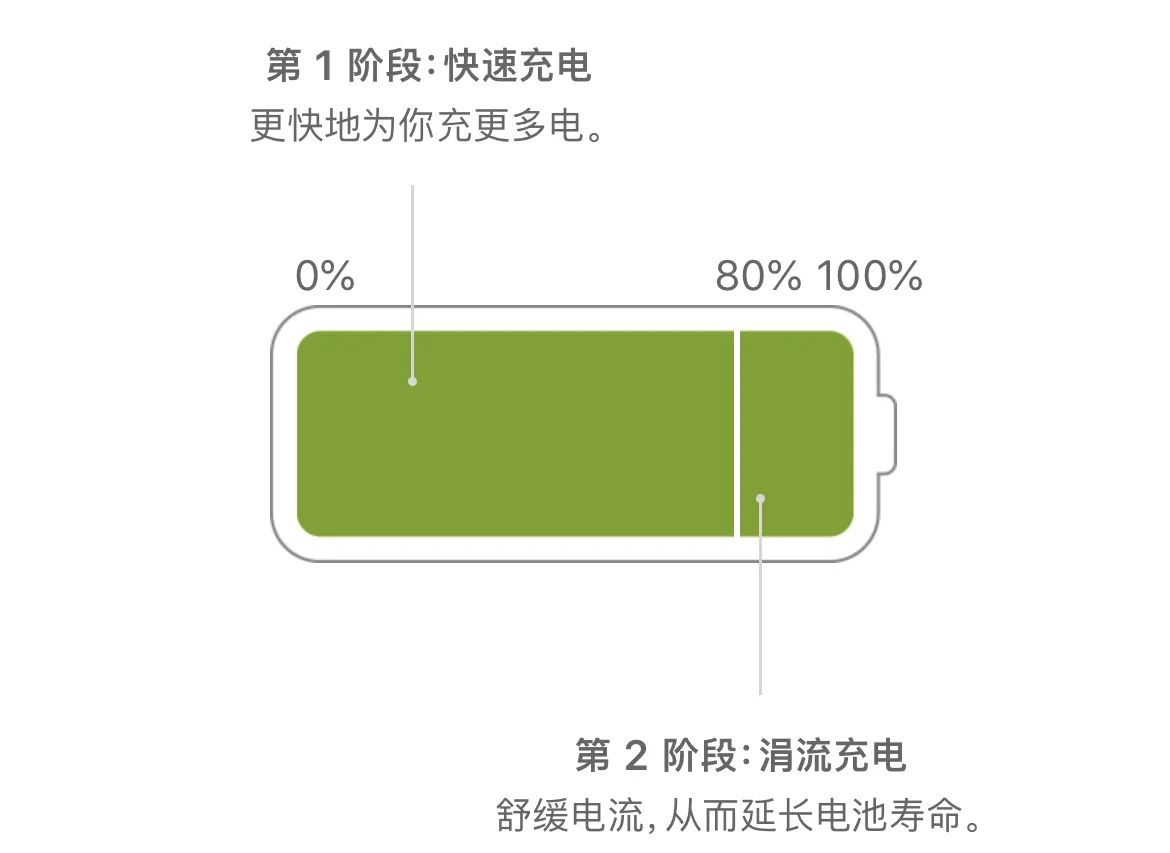 第 1 阶段：快速充电
更快地为你充更多电。
0% 80% 100%
第 2 阶段：涓流充电
舒缓电流，从而延长电池寿命。